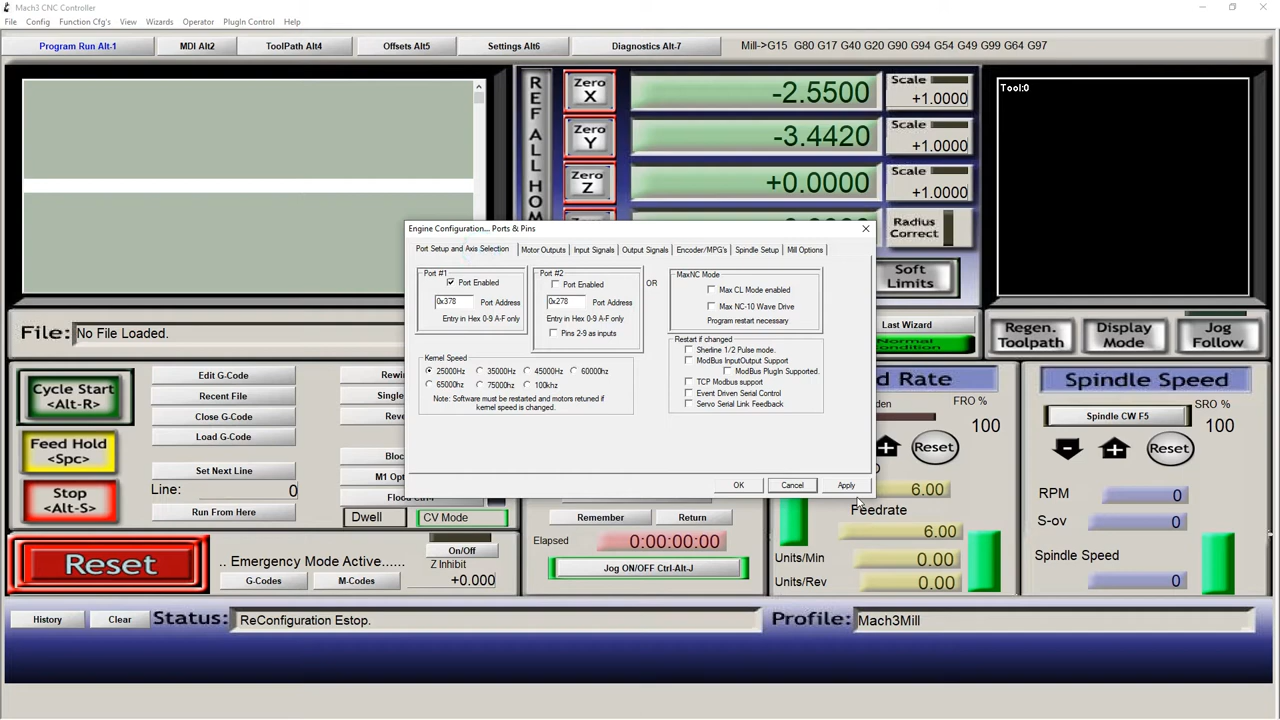 Mach3 CNC Controller
File Config Function Cfg's View Wizards Operator PlugIn Control Help
Program Run Alt-1 MDI Alt2 ToolPath Alt4 Offsets Alt5 Settings Alt6 Diagnostics Alt-7 Mill->G15 G80 G17 G40 G20 G90 G94 G54 G49 G99 G64 G97
REF ALL HOM
Zero X -2.5500 Scale +1.0000
Zero Y -3.4420 Scale +1.0000
Zero Z +0.0000 Scale +1.0000
Radius Correct
Soft Limits
Tool:0
Engine Configuration... Ports & Pins
Port Setup and Axis Selection Motor Outputs Input Signals Output Signals Encoder/MPG's Spindle Setup Mill Options
Port #1
Port Enabled
0x378 Port Address
Entry in Hex 0-9 A-F only
Port #2
Port Enabled
0x278 Port Address
Entry in Hex 0-9 A-F only
Pins 2-9 as inputs
OR
MaxNC Mode
Max CL Mode enabled
Max NC-10 Wave Drive
Program restart necessary
Kernel Speed
25000Hz 35000Hz 45000Hz 60000hz
65000hz 75000hz 100khz
Note: Software must be restarted and motors retuned if
kernel speed is changed.
Restart if changed
Sherline 1/2 Pulse mode.
ModBus InputOutput Support
ModBus PlugIn Supported.
TCP Modbus support
Event Driven Serial Control
Servo Serial Link Feedback
OK Cancel Apply
File: No File Loaded.
Last Wizard
Normal
Condition
Regen. Toolpath
Display Mode
Jog Follow
Cycle Start <Alt-R>
Feed Hold <Spc>
Stop <Alt-S>
Edit G-Code
Recent File
Close G-Code
Load G-Code
Set Next Line
Line: 0
Run From Here
Rewi
Single
Bloc
M1 Opt
Flood Ctrl-
Dwell CV Mode
Reset
.. Emergency Mode Active......
G-Codes M-Codes
On/Off
Z Inhibit
+0.000
Remember Return
Elapsed 0:00:00:00
Jog ON/OFF Ctrl-Alt-J
d Rate
den FRO %
100
Reset
6.00
Feedrate
6.00
Units/Min 0.00
Units/Rev 0.00
Spindle Speed
Spindle CW F5
SRO %
100
Reset
RPM 0
S-ov 0
Spindle Speed 0
History Clear Status: ReConfiguration Estop. Profile: Mach3Mill